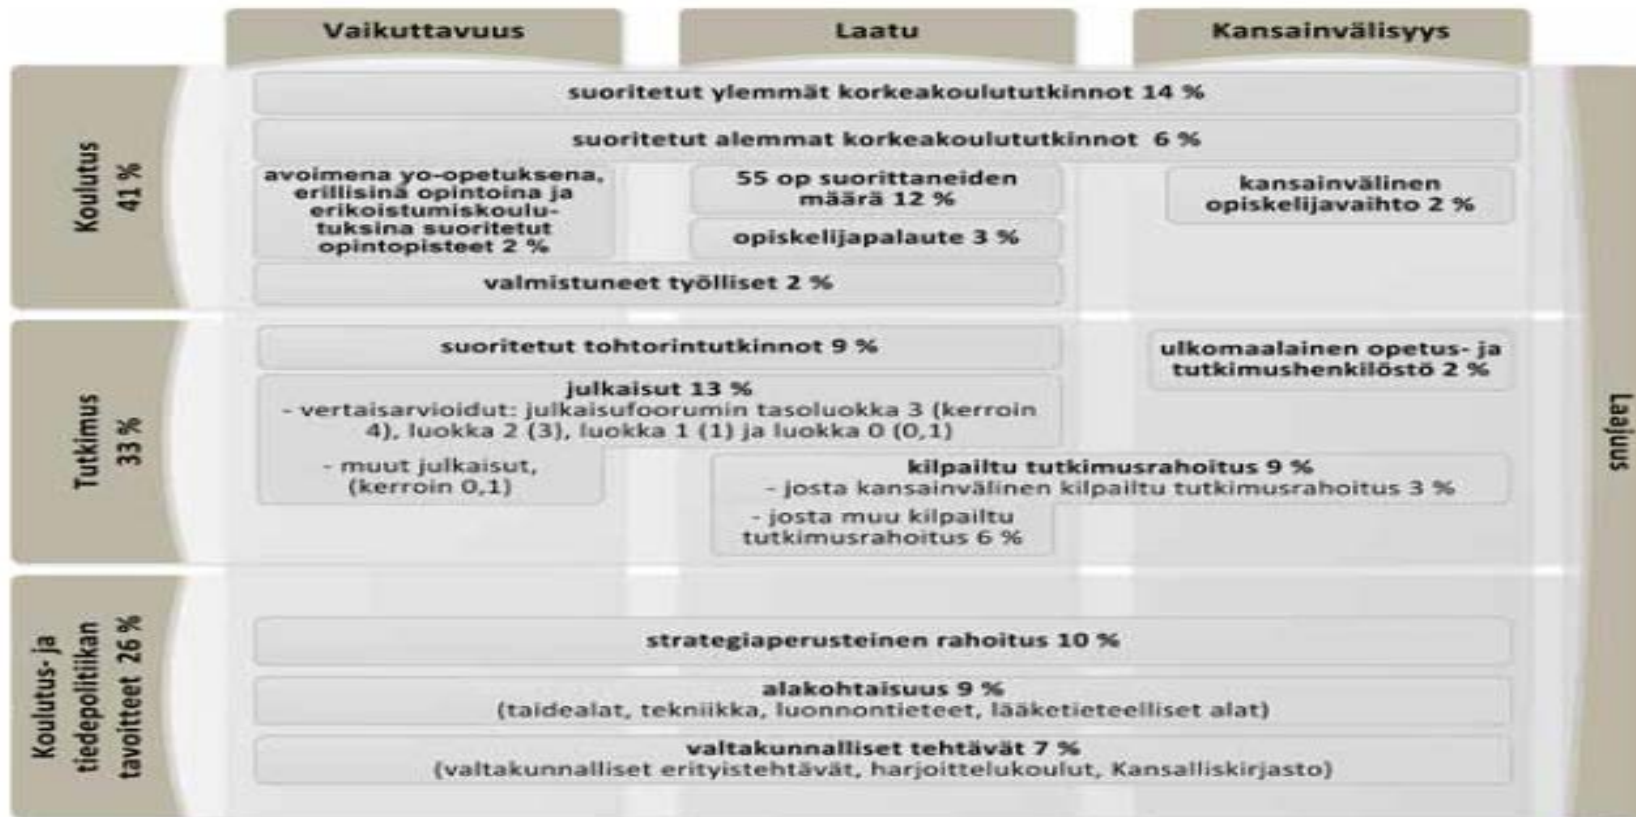 Vaikuttavuus
Laatu
Kansainvälisyys
Koulutus
41 %
suoritetut ylemmät korkeakoulututkinnot 14 %
suoritetut alemmat korkeakoulututkinnot 6 %
avoimena yo-opetuksena,
erillisinä opintoina ja
erikoistumiskoulu-
tuksina suoritetut
opintopisteet 2 %
55 op suorittaneiden
määrä 12 %
opiskelijapalaute 3 %
kansainvälinen
opiskelijavaihto 2 %
valmistuneet työlliset 2 %
Tutkimus
33 %
suoritetut tohtorintutkinnot 9 %
ulkomaalainen opetus- ja
tutkimushenkilöstö 2 %
julkaisut 13 %
- vertaisarvioidut: julkaisufoorumin tasoluokka 3 (kerroin
4), luokka 2 (3), luokka 1 (1) ja luokka 0 (0,1)
- muut julkaisut,
(kerroin 0,1)
kilpailtu tutkimusrahoitus 9 %
- josta kansainvälinen kilpailtu tutkimusrahoitus 3 %
- josta muu kilpailtu
tutkimusrahoitus 6 %
Koulutus- ja
tiedepolitiikan
tavoitteet 26 %
strategiaperusteinen rahoitus 10 %
alakohtaisuus 9 %
(taidealat, tekniikka, luonnontieteet, lääketieteelliset alat)
valtakunnalliset tehtävät 7 %
(valtakunnalliset erityistehtävät, harjoittelukoulut, Kansalliskirjasto)
Laajuus